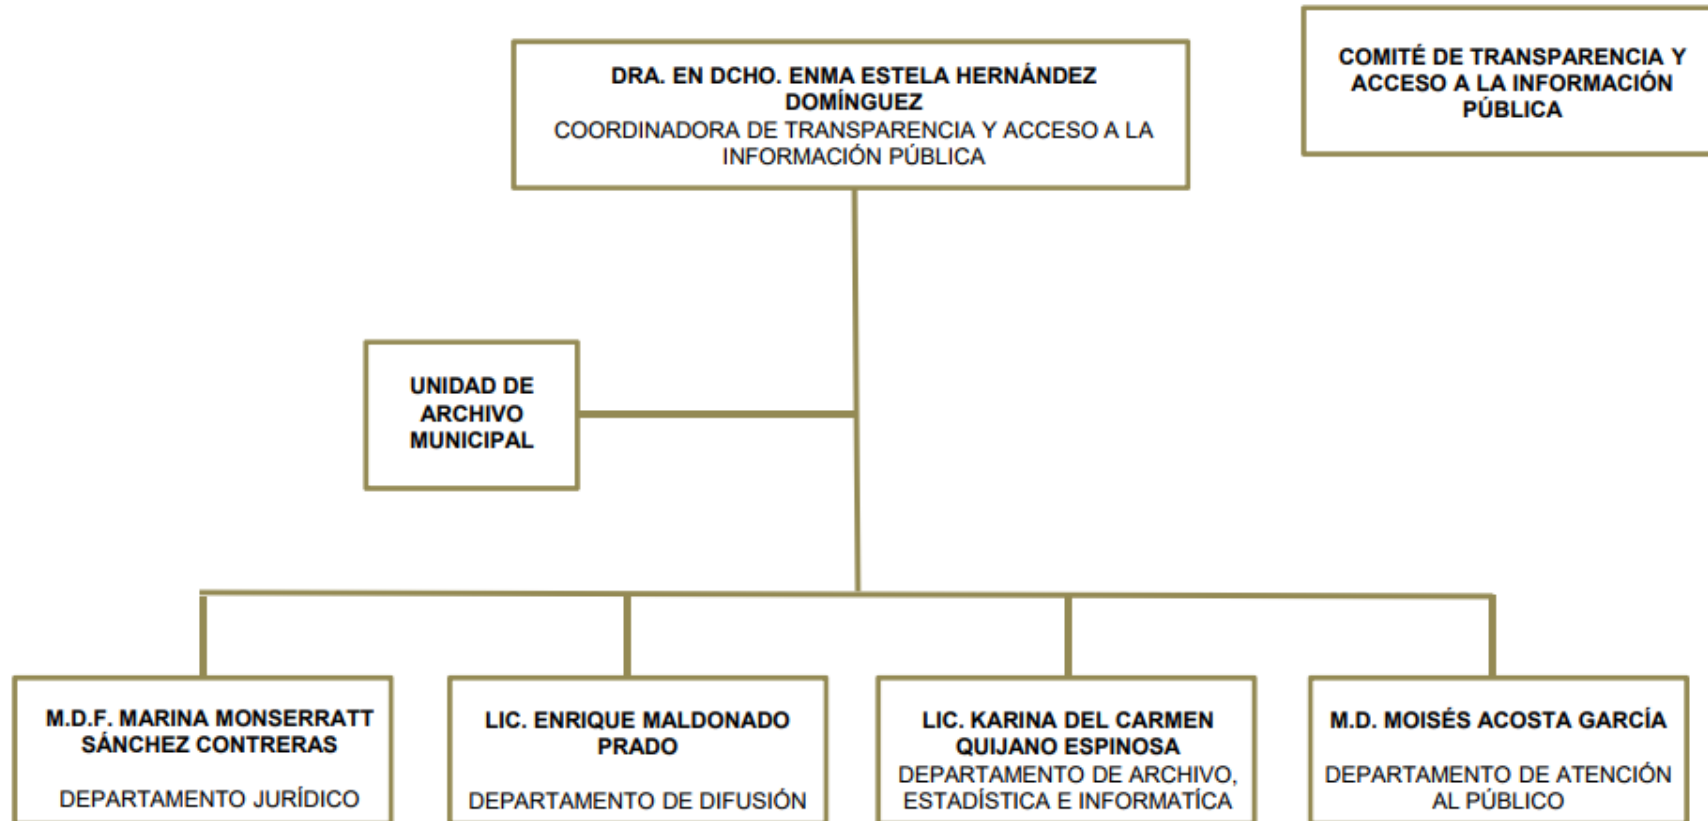 DRA. EN DCHO. ENMA ESTELA HERNÁNDEZ
DOMÍNGUEZ
COORDINADORA DE TRANSPARENCIA Y ACCESO A LA
INFORMACIÓN PÚBLICA
COMITÉ DE TRANSPARENCIA Y
ACCESO A LA INFORMACIÓN
PÚBLICA
UNIDAD DE
ARCHIVO
MUNICIPAL
M.D.F. MARINA MONSERRATT
SÁNCHEZ CONTRERAS
DEPARTAMENTO JURÍDICO
LIC. ENRIQUE MALDONADO
PRADO
DEPARTAMENTO DE DIFUSIÓN
LIC. KARINA DEL CARMEN
QUIJANO ESPINOSA
DEPARTAMENTO DE ARCHIVO,
ESTADÍSTICA E INFORMATÍCA
M.D. MOISÉS ACOSTA GARCÍA
DEPARTAMENTO DE ATENCIÓN
AL PÚBLICO